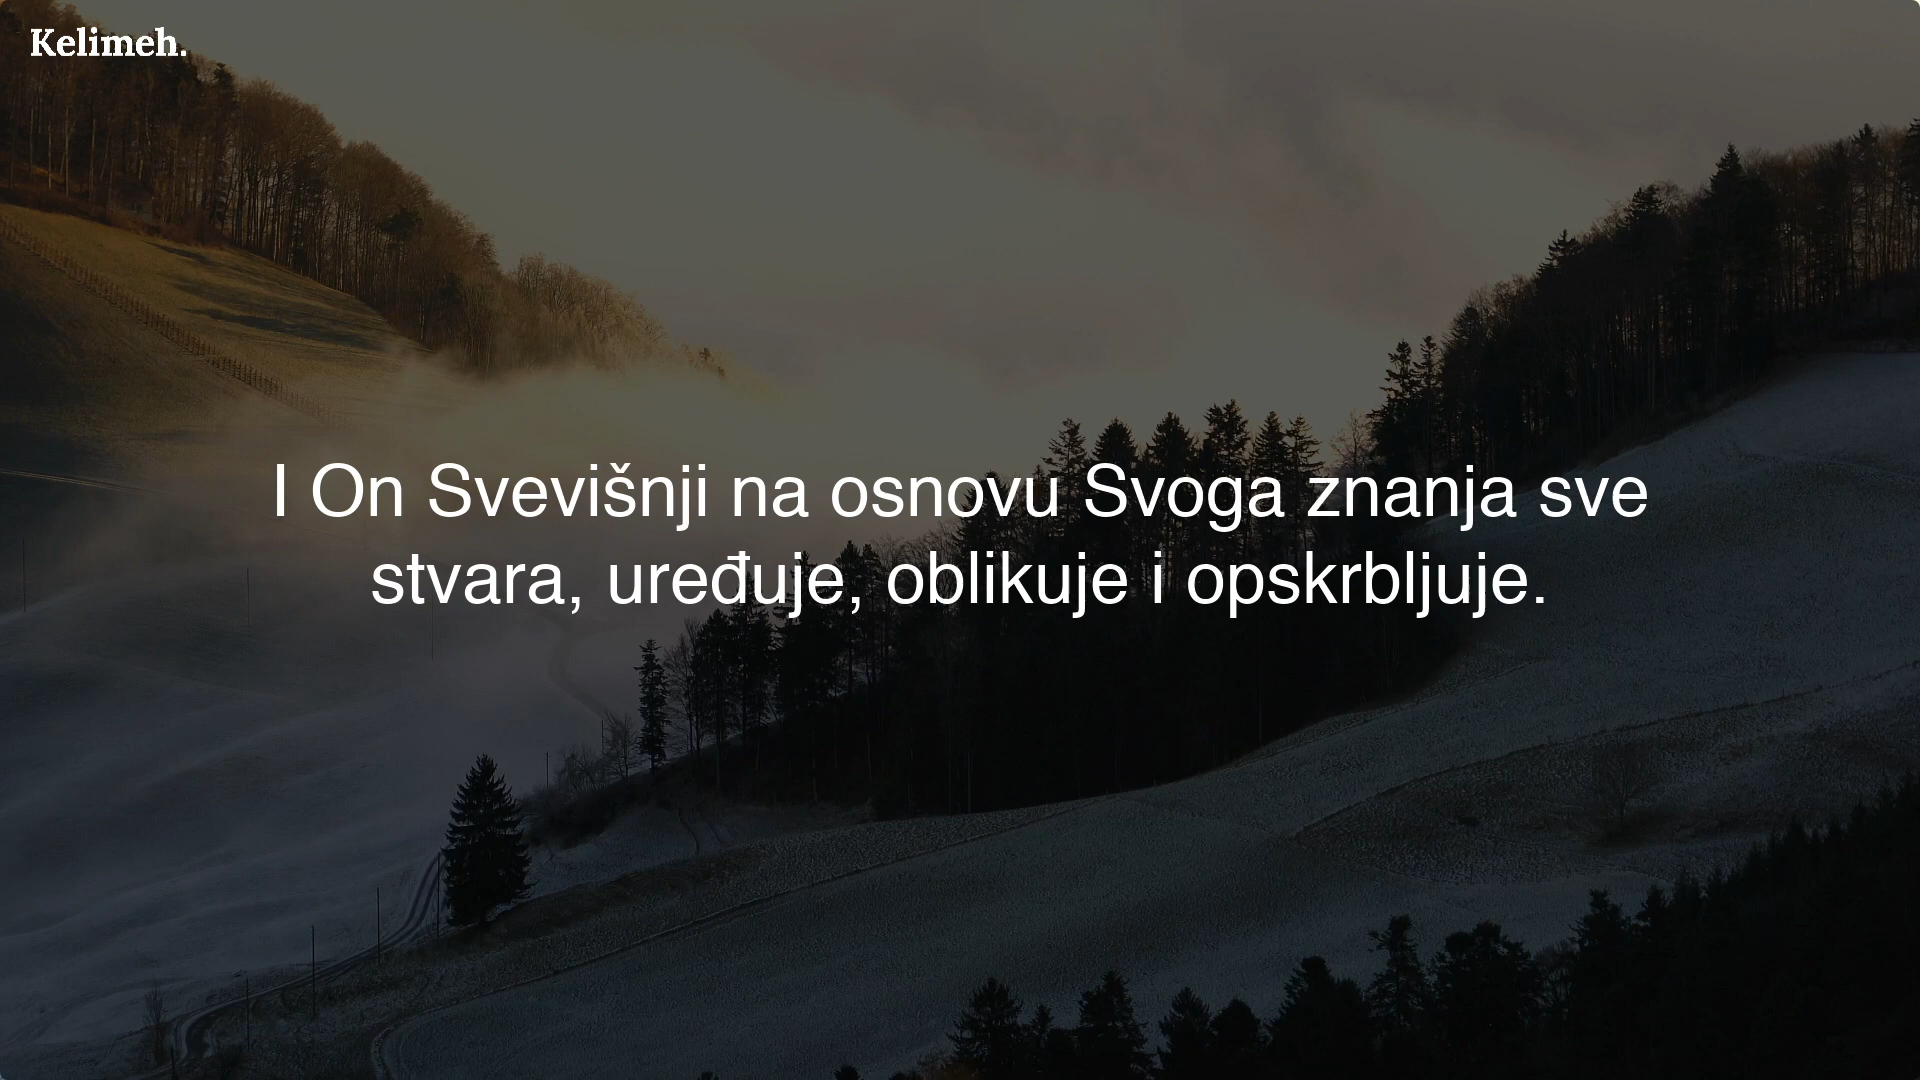 Kelimeh.
I On Svevišnji na osnovu Svoga znanja sve
stvara, uređuje, oblikuje i opskrbljuje.